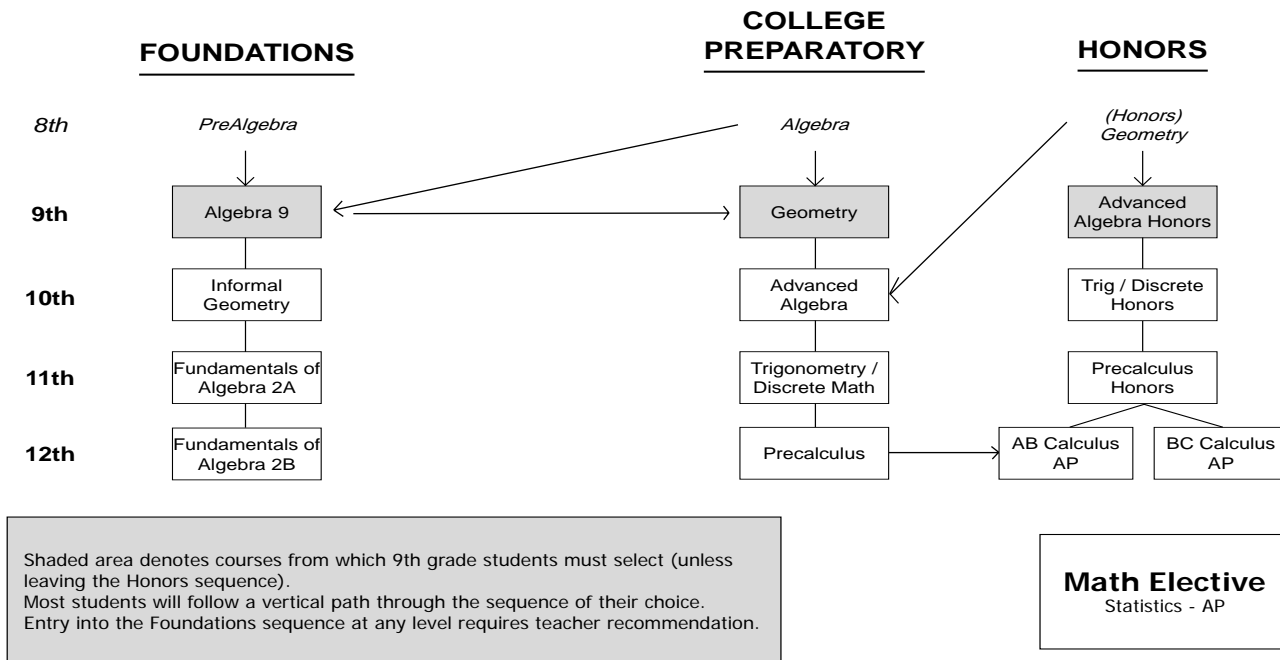 COLLEGE
FOUNDATIONS
PREPARATORY
HONORS
8th
PreAlgebra
Algebra
(Honors)
Geometry
9th
Algebra 9
Geometry
Advanced
Algebra Honors
10th
Informal
Geometry
Advanced
Algebra
Trig / Discrete
Honors
11th
Fundamentals of
Algebra 2A
Trigonometry /
Discrete Math
Precalculus
Honors
12th
Fundamentals of
Algebra 2B
Precalculus
AB Calculus
AP
BC Calculus
AP
Shaded area denotes courses from which 9th grade students must select (unless
leaving the Honors sequence).
Most students will follow a vertical path through the sequence of their choice.
Entry into the Foundations sequence at any level requires teacher recommendation.
Math Elective
Statistics - AP